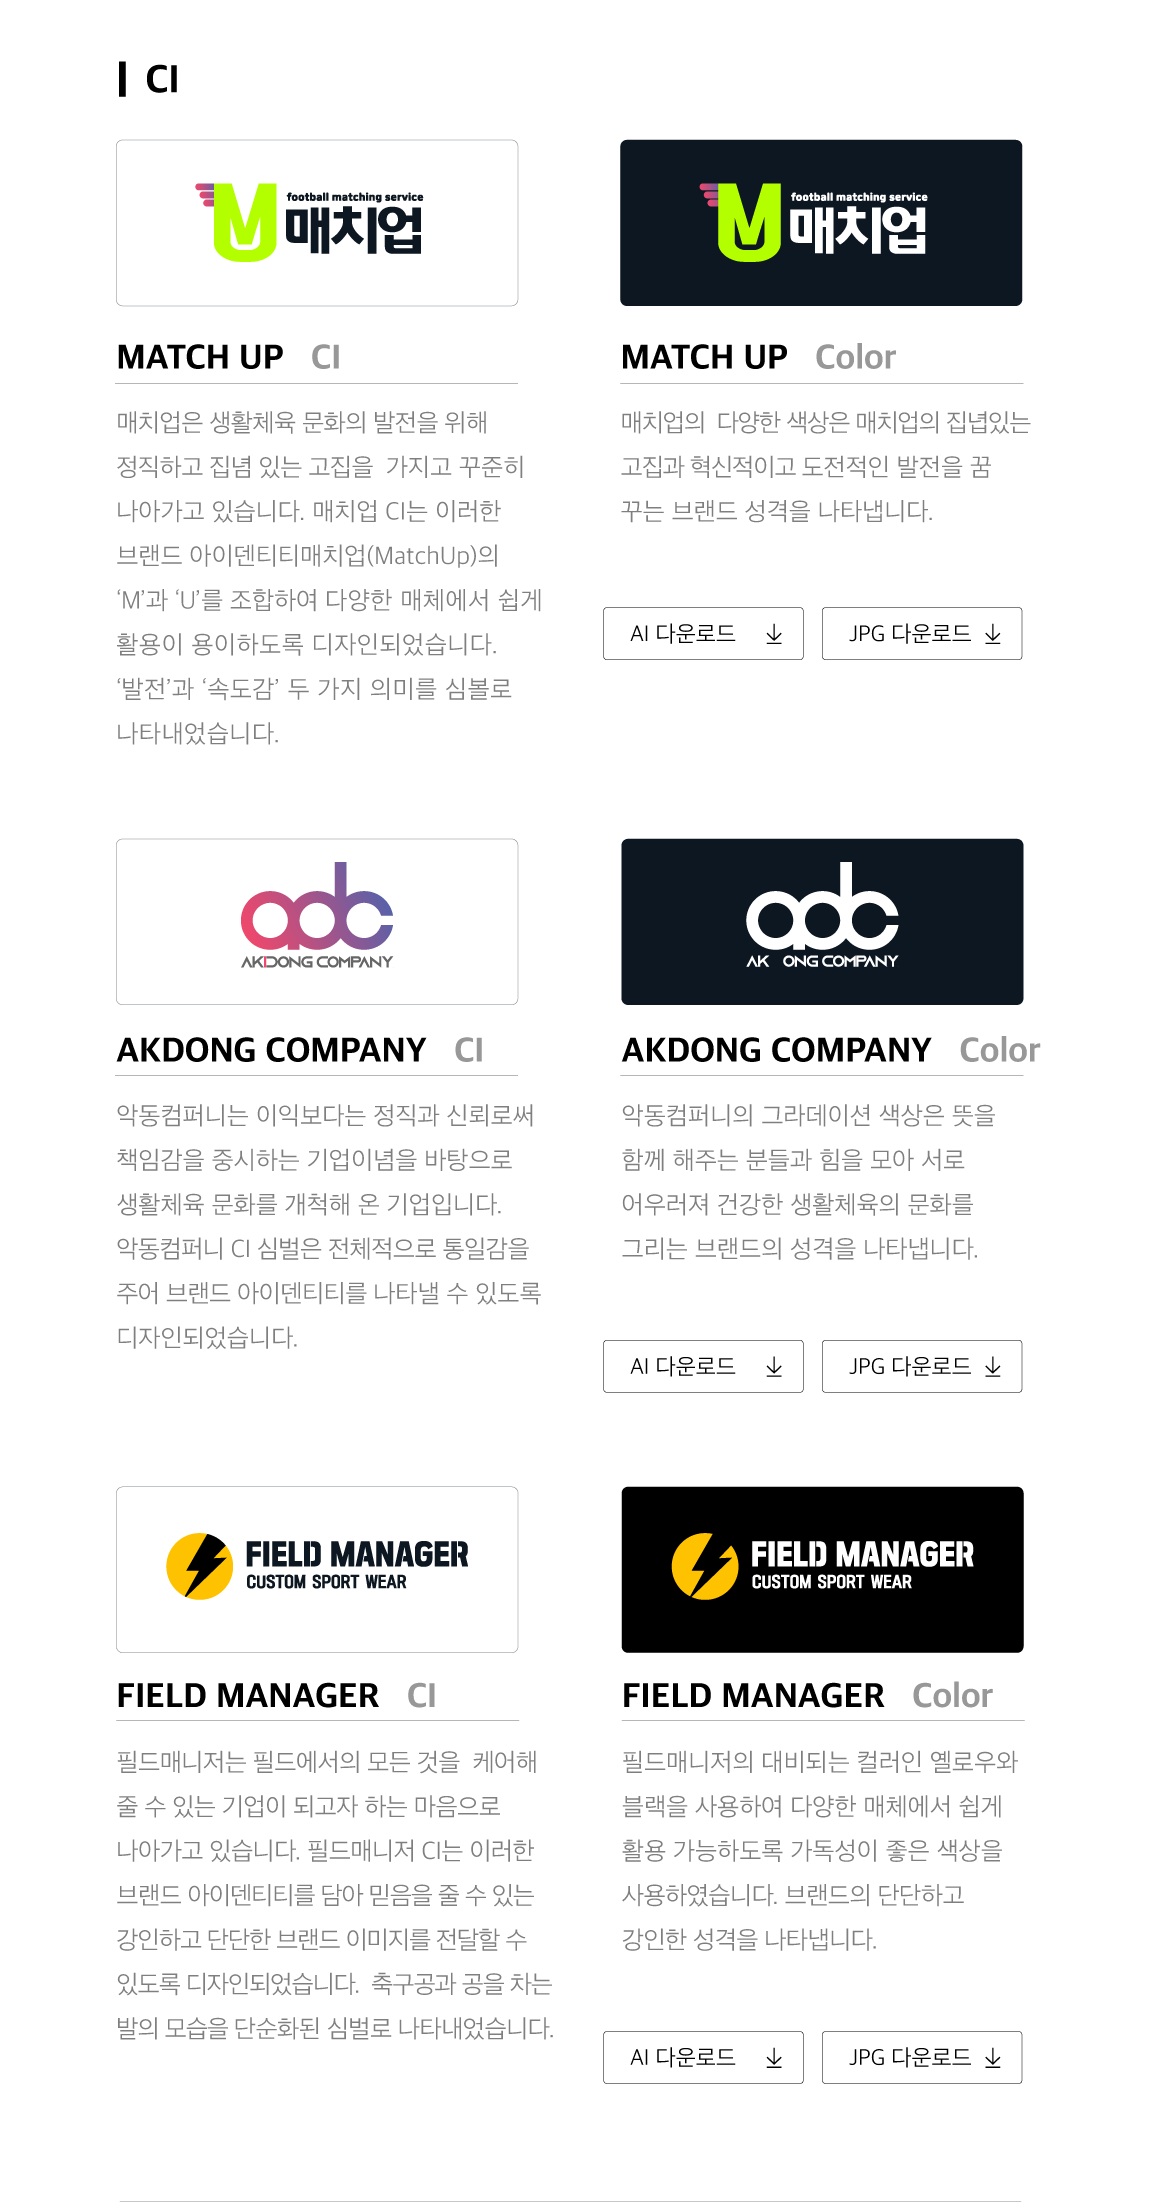 CI
football matching service
매치업
football matching service
매치업
MATCH UP CI
매치업은 생활체육 문화의 발전을 위해
정직하고 집념 있는 고집을 가지고 꾸준히
나아가고 있습니다. 매치업 CI는 이러한
브랜드 아이덴티티매치업(MatchUp)의
‘M’과 ‘U’를 조합하여 다양한 매체에서 쉽게
활용이 용이하도록 디자인되었습니다.
‘발전’과 ‘속도감’ 두 가지 의미를 심볼로
나타내었습니다.
MATCH UP Color
매치업의 다양한 색상은 매치업의 집녑있는
고집과 혁신적이고 도전적인 발전을 꿈
꾸는 브랜드 성격을 나타냅니다.
AI 다운로드
JPG 다운로드
adc
AKIDONG COMPANY
adc
AK ONG COMPANY
AKDONG COMPANY CI
악동컴퍼니는 이익보다는 정직과 신뢰로써
책임감을 중시하는 기업이념을 바탕으로
생활체육 문화를 개척해 온 기업입니다.
악동컴퍼니 CI 심벌은 전체적으로 통일감을
주어 브랜드 아이덴티티를 나타낼 수 있도록
디자인되었습니다.
AKDONG COMPANY Color
악동컴퍼니의 그라데이션 색상은 뜻을
함께 해주는 분들과 힘을 모아 서로
어우러져 건강한 생활체육의 문화를
그리는 브랜드의 성격을 나타냅니다.
AI 다운로드
JPG 다운로드
FIELD MANAGER
CUSTOM SPORT WEAR
FIELD MANAGER
CUSTOM SPORT WEAR
FIELD MANAGER CI
필드매니저는 필드에서의 모든 것을 케어해
줄 수 있는 기업이 되고자 하는 마음으로
나아가고 있습니다. 필드매니저 CI는 이러한
브랜드 아이덴티티를 담아 믿음을 줄 수 있는
강인하고 단단한 브랜드 이미지를 전달할 수
있도록 디자인되었습니다. 축구공과 공을 차는
발의 모습을 단순화된 심벌로 나타내었습니다.
FIELD MANAGER Color
필드매니저의 대비되는 컬러인 옐로우와
블랙을 사용하여 다양한 매체에서 쉽게
활용 가능하도록 가독성이 좋은 색상을
사용하였습니다. 브랜드의 단단하고
강인한 성격을 나타냅니다.
AI 다운로드
JPG 다운로드